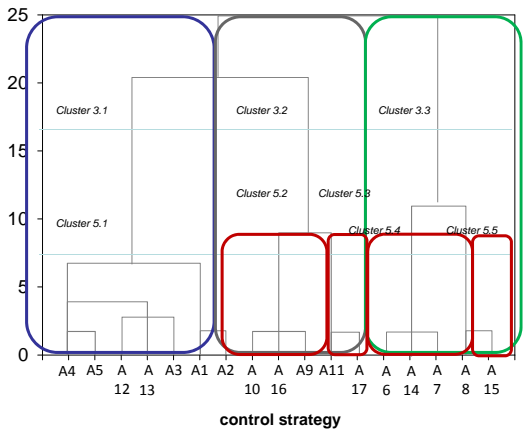 25
20
Cluster 3.1 Cluster 3.2 Cluster 3.3
15
Cluster 5.2 Cluster 5.3
10
Cluster 5.1 Cluster 5.4 Cluster 5.5
5
0
A4 A5 A 12 A 13 A3 A1 A2 A 10 A 16 A9 A11 A 17 A 6 A 14 A 7 A 8 A 15
control strategy